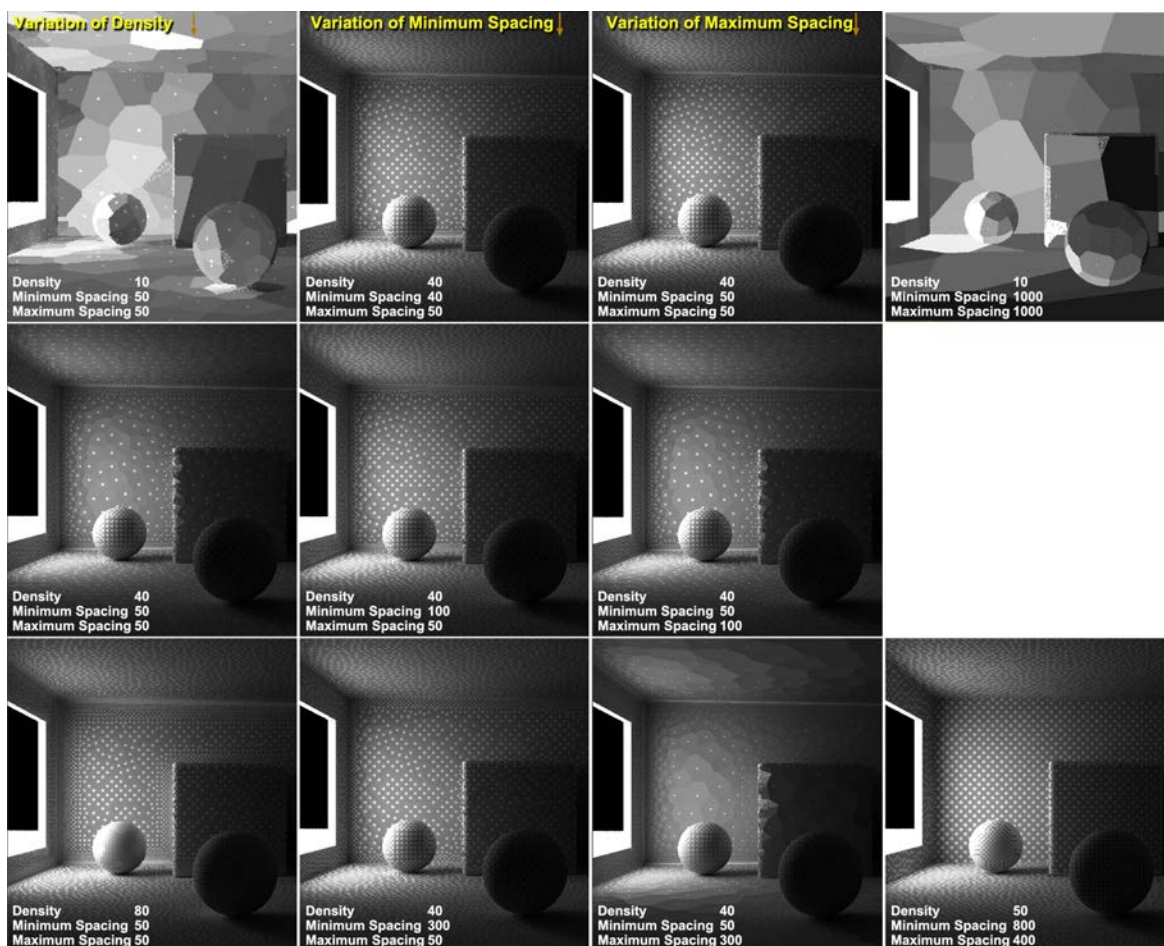 Variation of Density
Variation of Minimum Spacing
Variation of Maximum Spacing
Density 10
Minimum Spacing 50
Maximum Spacing 50
Density 40
Minimum Spacing 40
Maximum Spacing 50
Density 40
Minimum Spacing 50
Maximum Spacing 50
Density 10
Minimum Spacing 1000
Maximum Spacing 1000
Density 40
Minimum Spacing 50
Maximum Spacing 50
Density 40
Minimum Spacing 100
Maximum Spacing 50
Density 40
Minimum Spacing 50
Maximum Spacing 100
Density 80
Minimum Spacing 50
Maximum Spacing 50
Density 40
Minimum Spacing 300
Maximum Spacing 50
Density 40
Minimum Spacing 50
Maximum Spacing 300
Density 50
Minimum Spacing 800
Maximum Spacing 400